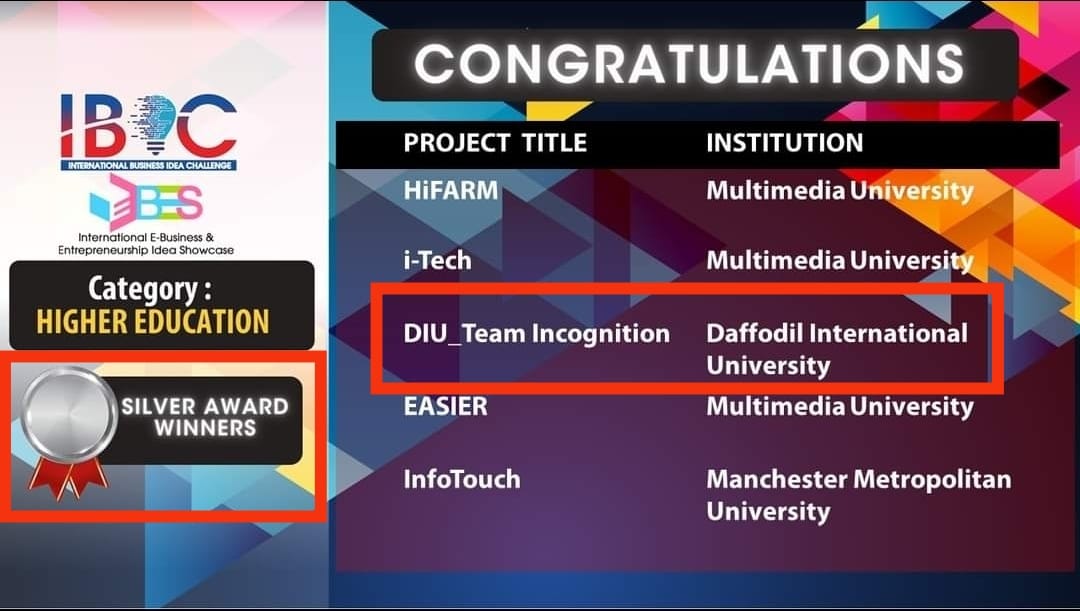 IBC
INTERNATIONAL BUSINESS IDEA CHALLENGE
EBES
International E-Business &
Entrepreneurship Idea Showcase
Category :
HIGHER EDUCATION
SILVER AWARD
WINNERS
CONGRATULATIONS
PROJECT TITLE INSTITUTION
HiFARM Multimedia University
i-Tech Multimedia University
DIU_Team Incognition Daffodil International
University
EASIER Multimedia University
InfoTouch Manchester Metropolitan
University